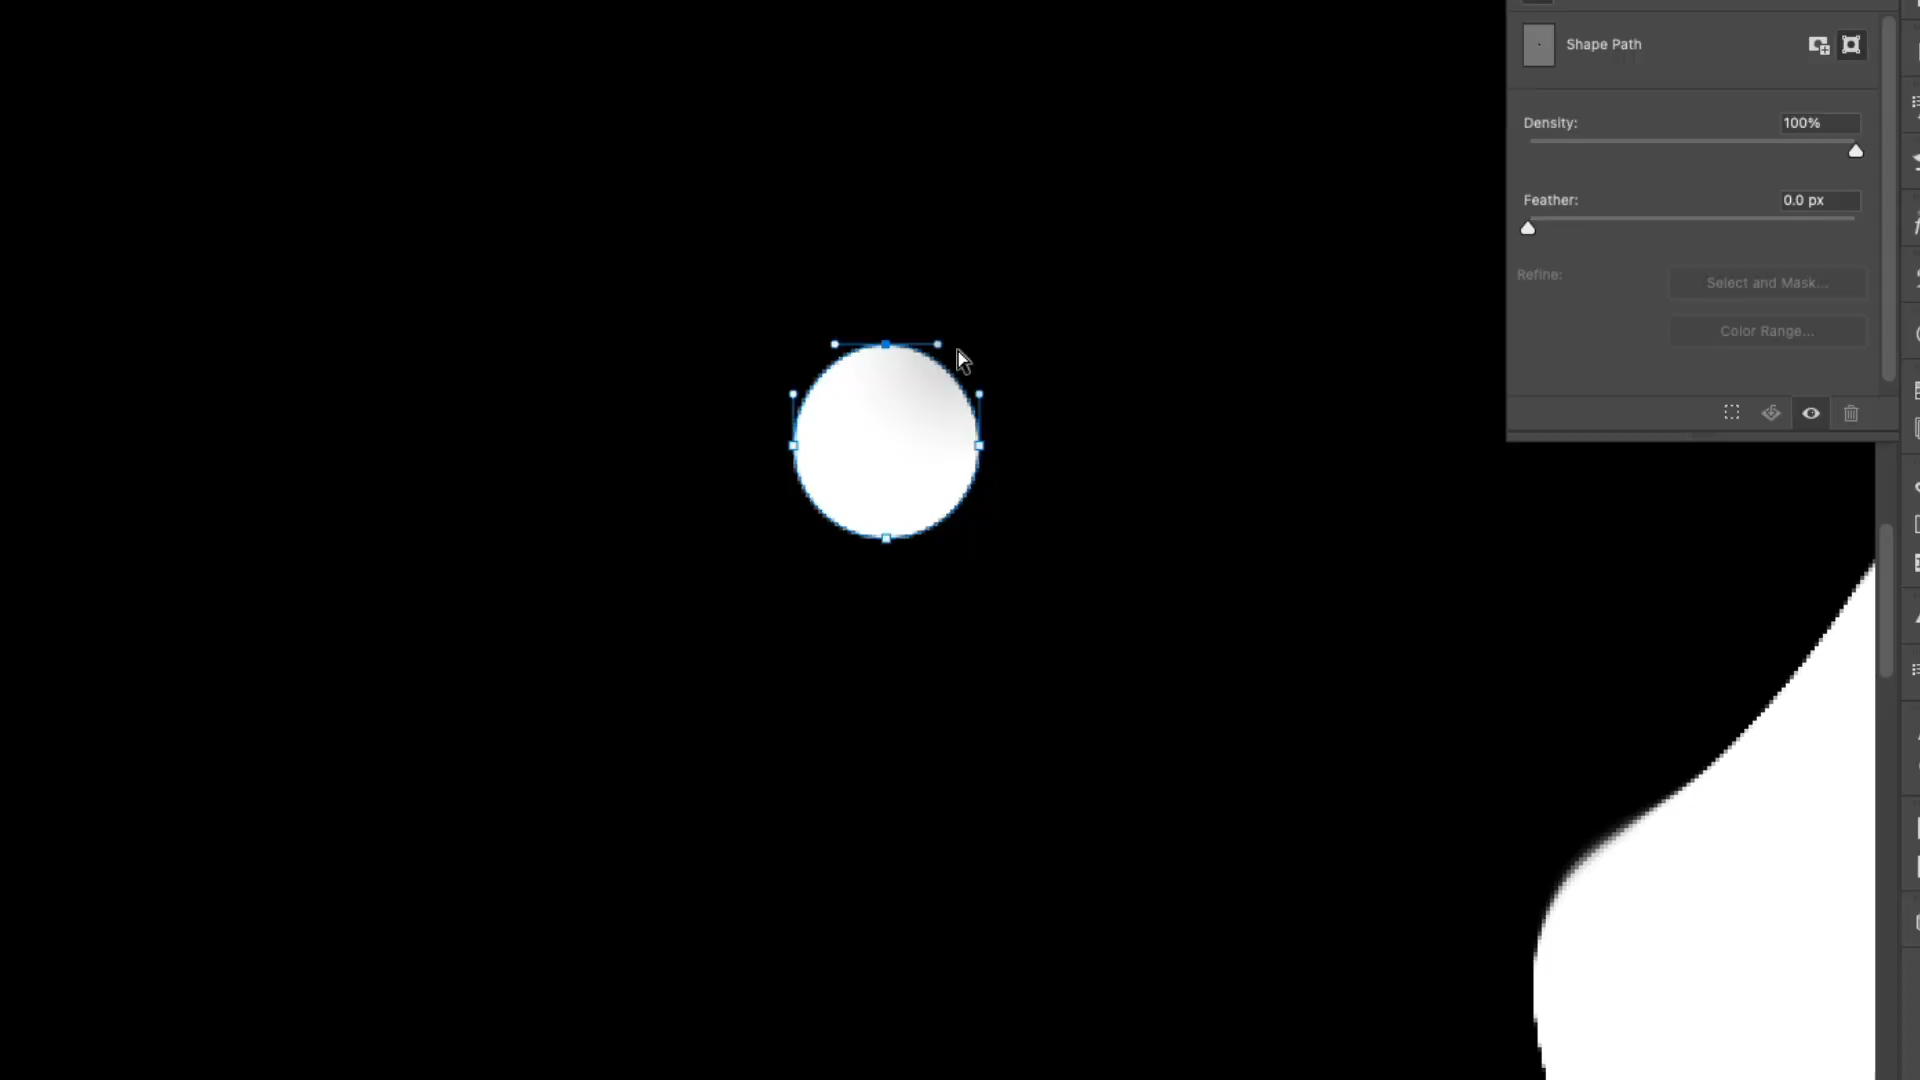 Shape Path
Density:
100%
Feather:
0.0 px
Refine:
Select and Mask...
Color Range...